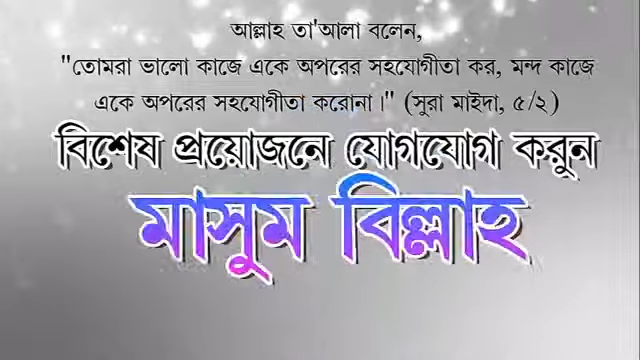 আল্লাহ তা'আলা বলেন,
"তোমরা ভালো কাজে একে অপরের সহযোগীতা কর, মন্দ কাজে
একে অপরের সহযোগীতা করোনা।" (সুরা মাইদা, ৫/২)
বিশেষ প্রয়োজনে যোগযোগ করুন
মাসুম বিল্লাহ